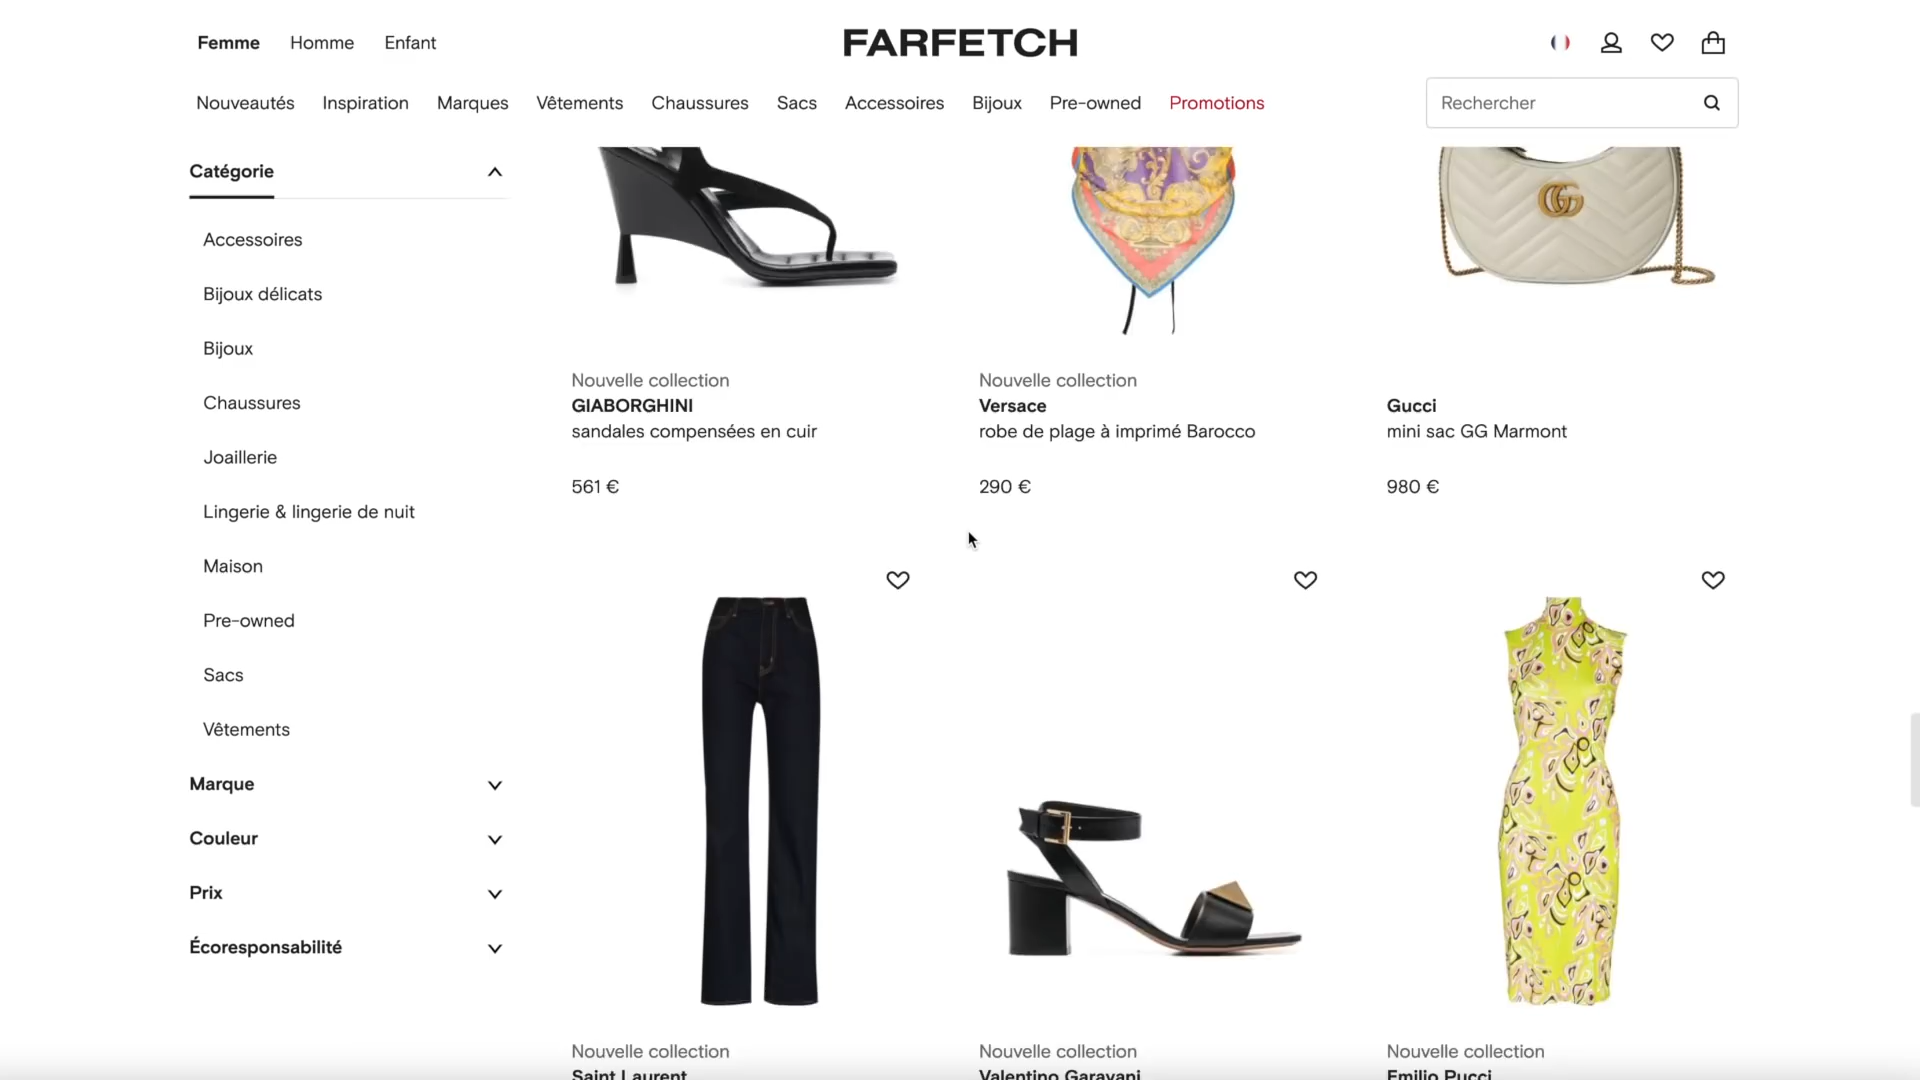 Femme Homme Enfant
FARFETCH
Nouveautés Inspiration Marques Vêtements Chaussures Sacs Accessoires Bijoux Pre-owned Promotions
Rechercher
Catégorie
Accessoires
Bijoux délicats
Bijoux
Chaussures
Joaillerie
Lingerie & lingerie de nuit
Maison
Pre-owned
Sacs
Vêtements
Marque
Couleur
Prix
Écoresponsabilité
Nouvelle collection
GIABORGHINI
sandales compensées en cuir
561 €
Nouvelle collection
Versace
robe de plage à imprimé Barocco
290 €
Gucci
mini sac GG Marmont
980 €
Nouvelle collection
Saint Laurent
Nouvelle collection
Valentino Garavani
Nouvelle collection
Emilio Pucci